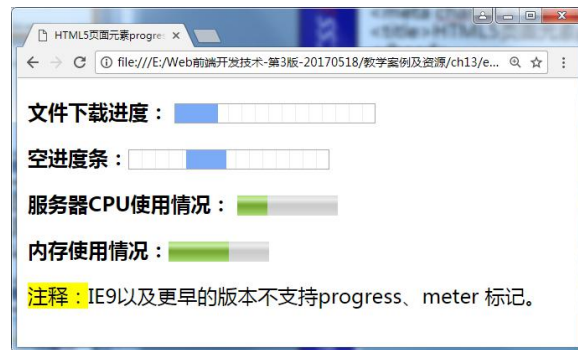 HTML5页面元素progre
file:///E:/Web前端开发技术-第3版-20170518/教学案例及资源/ch13/e...
文件下载进度：
空进度条：
服务器CPU使用情况：
内存使用情况：
注释：IE9以及更早的版本不支持progress、meter 标记。